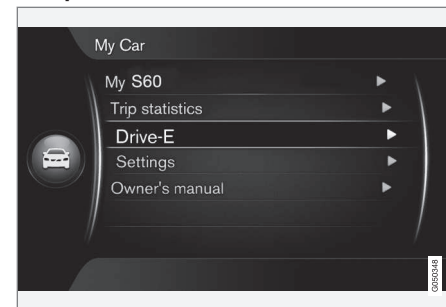 My Car
My S60
Trip statistics
Drive-E
Settings
Owner's manual
G050348